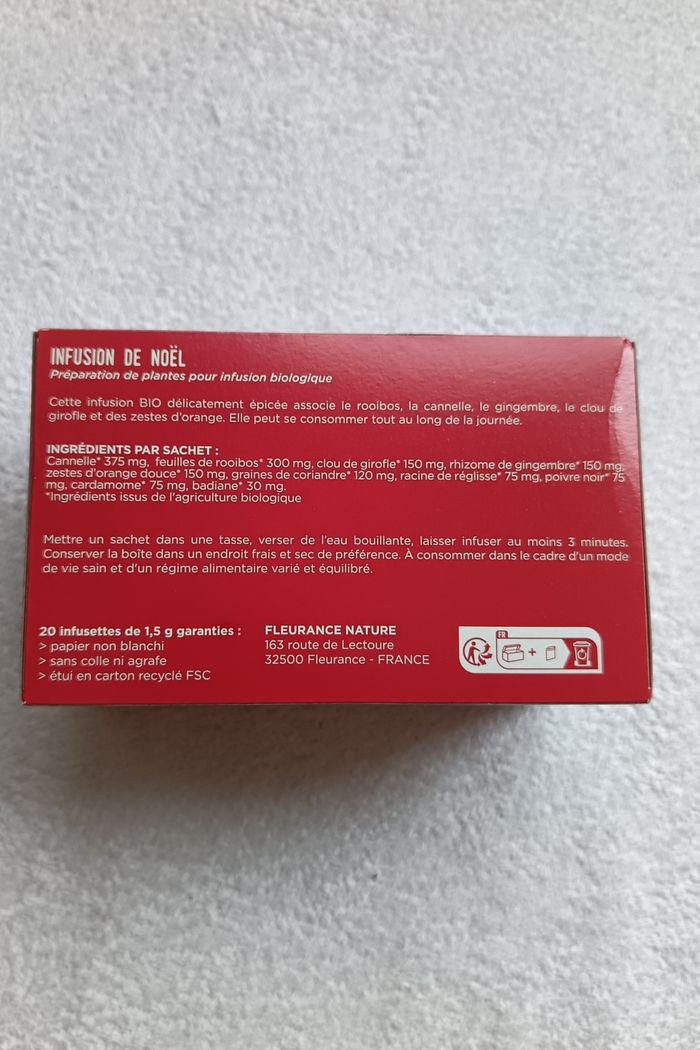 INFUSION DE NOËL
Préparation de plantes pour infusion biologique
Cette infusion BIO délicatement épicée associe le rooibos, la cannelle, le gingembre, le clou de
girofle et des zestes d'orange. Elle peut se consommer tout au long de la journée.
INGRÉDIENTS PAR SACHET :
Cannelle* 375 mg, feuilles de rooibos* 300 mg, clou de girofle* 150 mg, rhizome de gingembre* 150 mg,
zestes d'orange douce* 150 mg, graines de coriandre* 120 mg, racine de réglisse* 75 mg, poivre noir* 75
mg, cardamome* 75 mg, badiane* 30 mg.
*Ingrédients issus de l'agriculture biologique
Mettre un sachet dans une tasse, verser de l'eau bouillante, laisser infuser au moins 3 minutes.
Conserver la boîte dans un endroit frais et sec de préférence. À consommer dans le cadre d'un mode
de vie sain et d'un régime alimentaire varié et équilibré.
20 infusettes de 1,5 g garanties :
> papier non blanchi
> sans colle ni agrafe
> étui en carton recyclé FSC
FLEURANCE NATURE
163 route de Lectoure
32500 Fleurance - FRANCE
FR
+